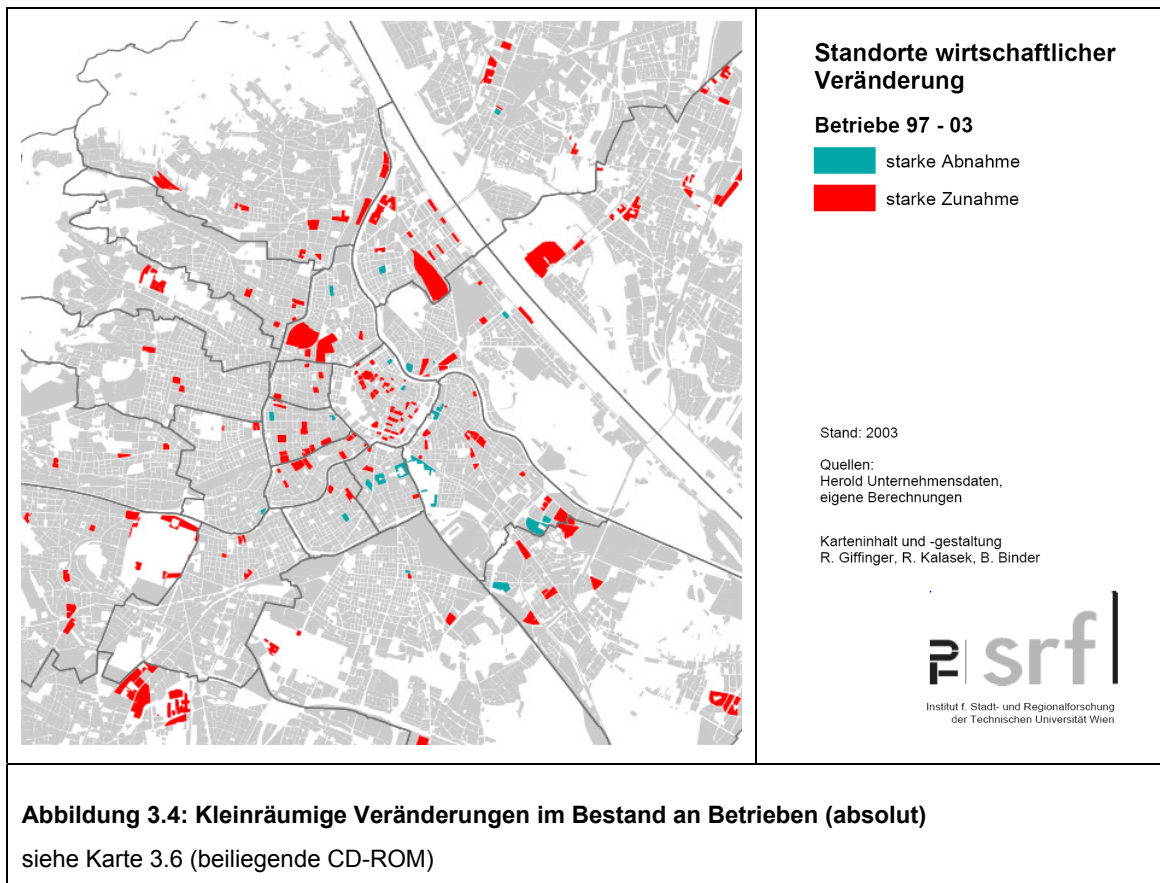 Standorte wirtschaftlicher
Veränderung
Betriebe 97 - 03
starke Abnahme
starke Zunahme
Stand: 2003
Quellen:
Herold Unternehmensdaten,
eigene Berechnungen
Karteninhalt und -gestaltung
R. Giffinger, R. Kalasek, B. Binder
srf
Institut f. Stadt- und Regionalforschung
der Technischen Universität Wien
Abbildung 3.4: Kleinräumige Veränderungen im Bestand an Betrieben (absolut)
siehe Karte 3.6 (beiliegende CD-ROM)